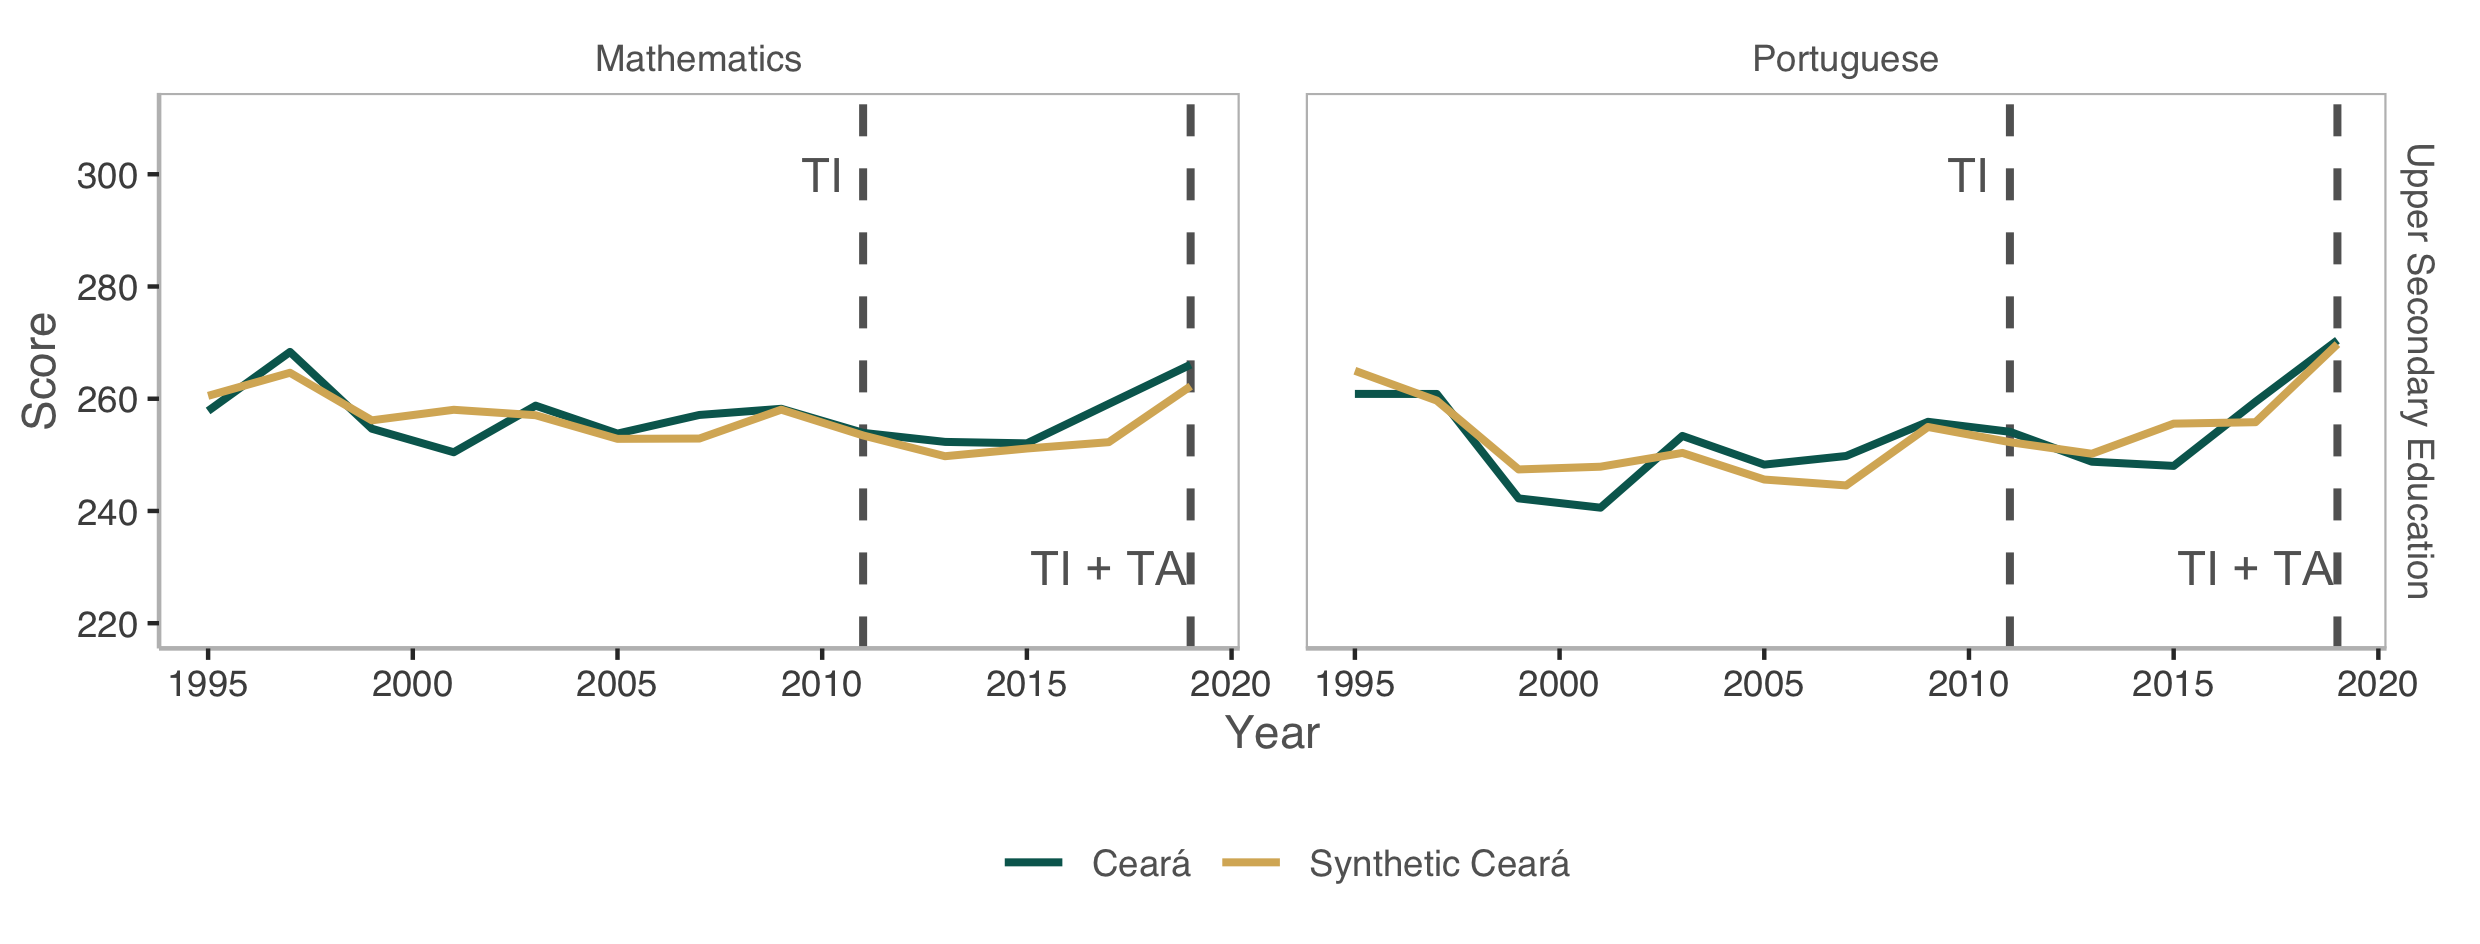 Mathematics
Portuguese
Score
300
280
260
240
220
TI
TI + TA
TI
TI + TA
Upper Secondary Education
1995 2000 2005 2010 2015 2020
1995 2000 2005 2010 2015 2020
Year
Ceará
Synthetic Ceará